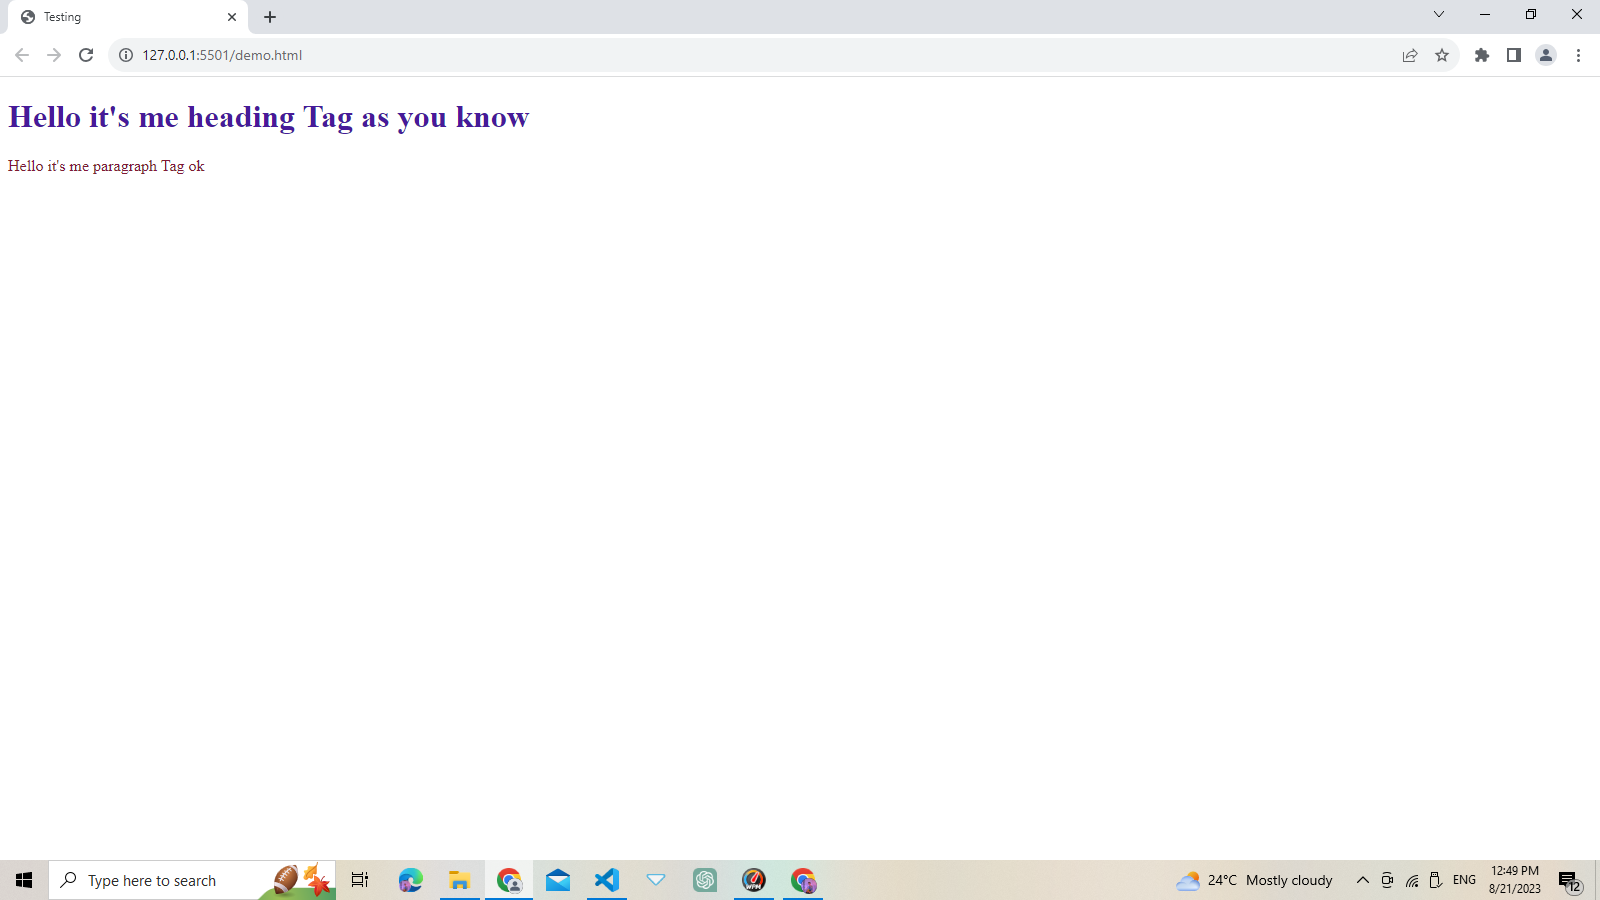 Testing
127.0.0.1:5501/demo.html
Hello it's me heading Tag as you know
Hello it's me paragraph Tag ok
Type here to search
WPM
24°C Mostly cloudy
ENG
12:49 PM
8/21/2023
12